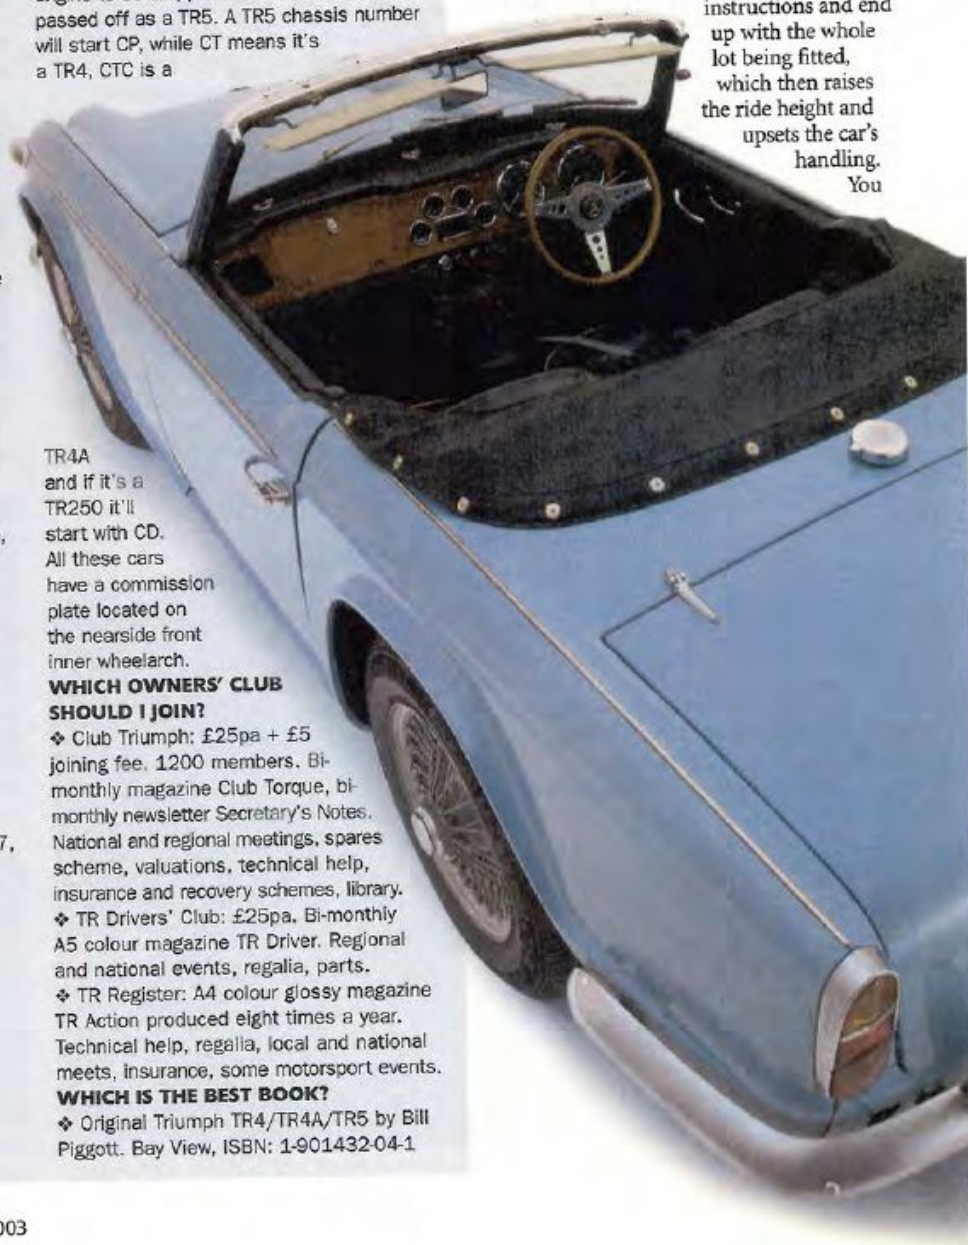 passed off as a TR5. A TR5 chassis number
will start CP, while CT means it's
a TR4, CTC is a
TR4A
and if it's a
TR250 it'll
start with CD.
All these cars
have a commission
plate located on
the nearside front
inner wheelarch.
WHICH OWNERS' CLUB
SHOULD I JOIN?
❖ Club Triumph: £25pa + £5
joining fee. 1200 members. Bi-
monthly magazine Club Torque, bi-
monthly newsletter Secretary's Notes.
National and regional meetings, spares
scheme, valuations, technical help,
insurance and recovery schemes, library.
❖ TR Drivers' Club: £25pa. Bi-monthly
A5 colour magazine TR Driver. Regional
and national events, regalia, parts.
❖ TR Register: A4 colour glossy magazine
TR Action produced eight times a year.
Technical help, regalia, local and national
meets, insurance, some motorsport events.
WHICH IS THE BEST BOOK?
❖ Original Triumph TR4/TR4A/TR5 by Bill
Piggott. Bay View, ISBN: 1-901432-04-1
instructions and end
up with the whole
lot being fitted,
which then raises
the ride height and
upsets the car's
handling.
You
7,
003